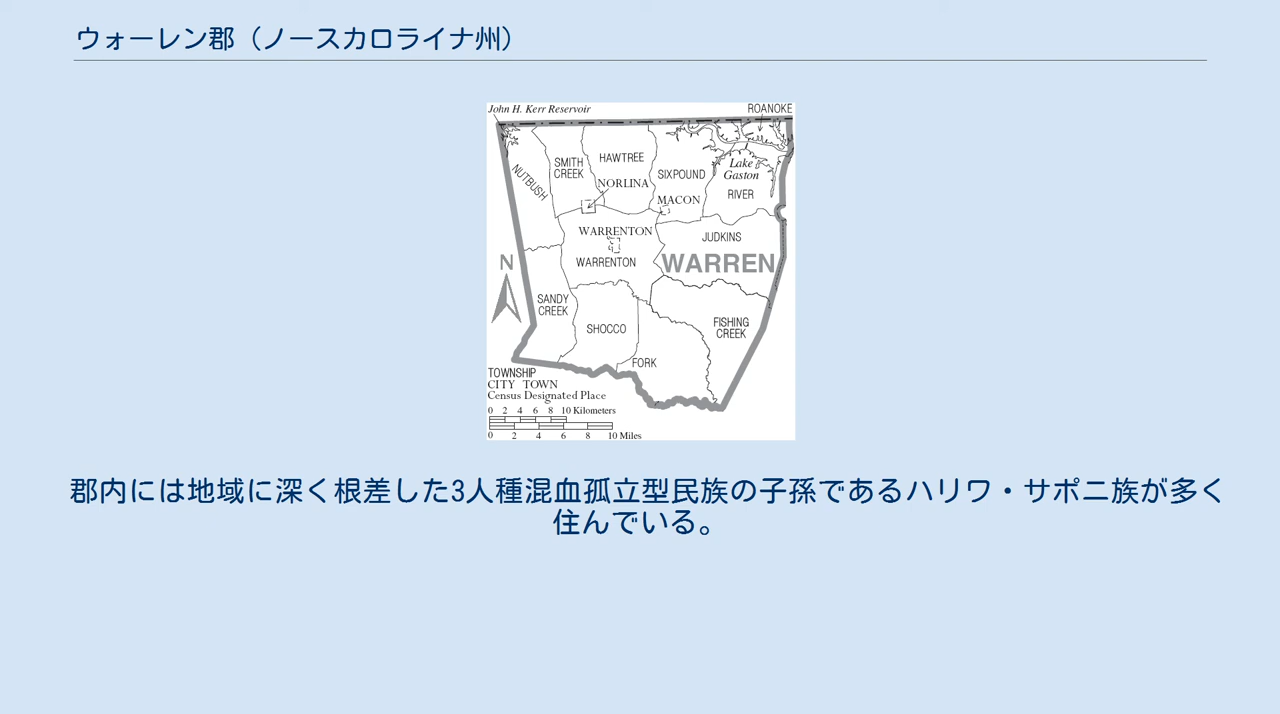 ウォーレン郡（ノースカロライナ州）
John H. Kerr Reservoir
ROANOKE
HAWTREE
SMITH
CREEK
Lake
Gaston
SIXPOUND
NUTBUSH
NORLINA
RIVER
MACON
WARRENTON
JUDKINS
WARRENTON
WARREN
N
SANDY
CREEK
SHOCCO
FISHING
CREEK
FORK
TOWNSHIP
CITY TOWN
Census Designated Place
0 2 4 6 8 10 Kilometers
0 2 4 6 8 10 Miles
郡内には地域に深く根差した3人種混血孤立型民族の子孫であるハリワ・サポニ族が多く
住んでいる。